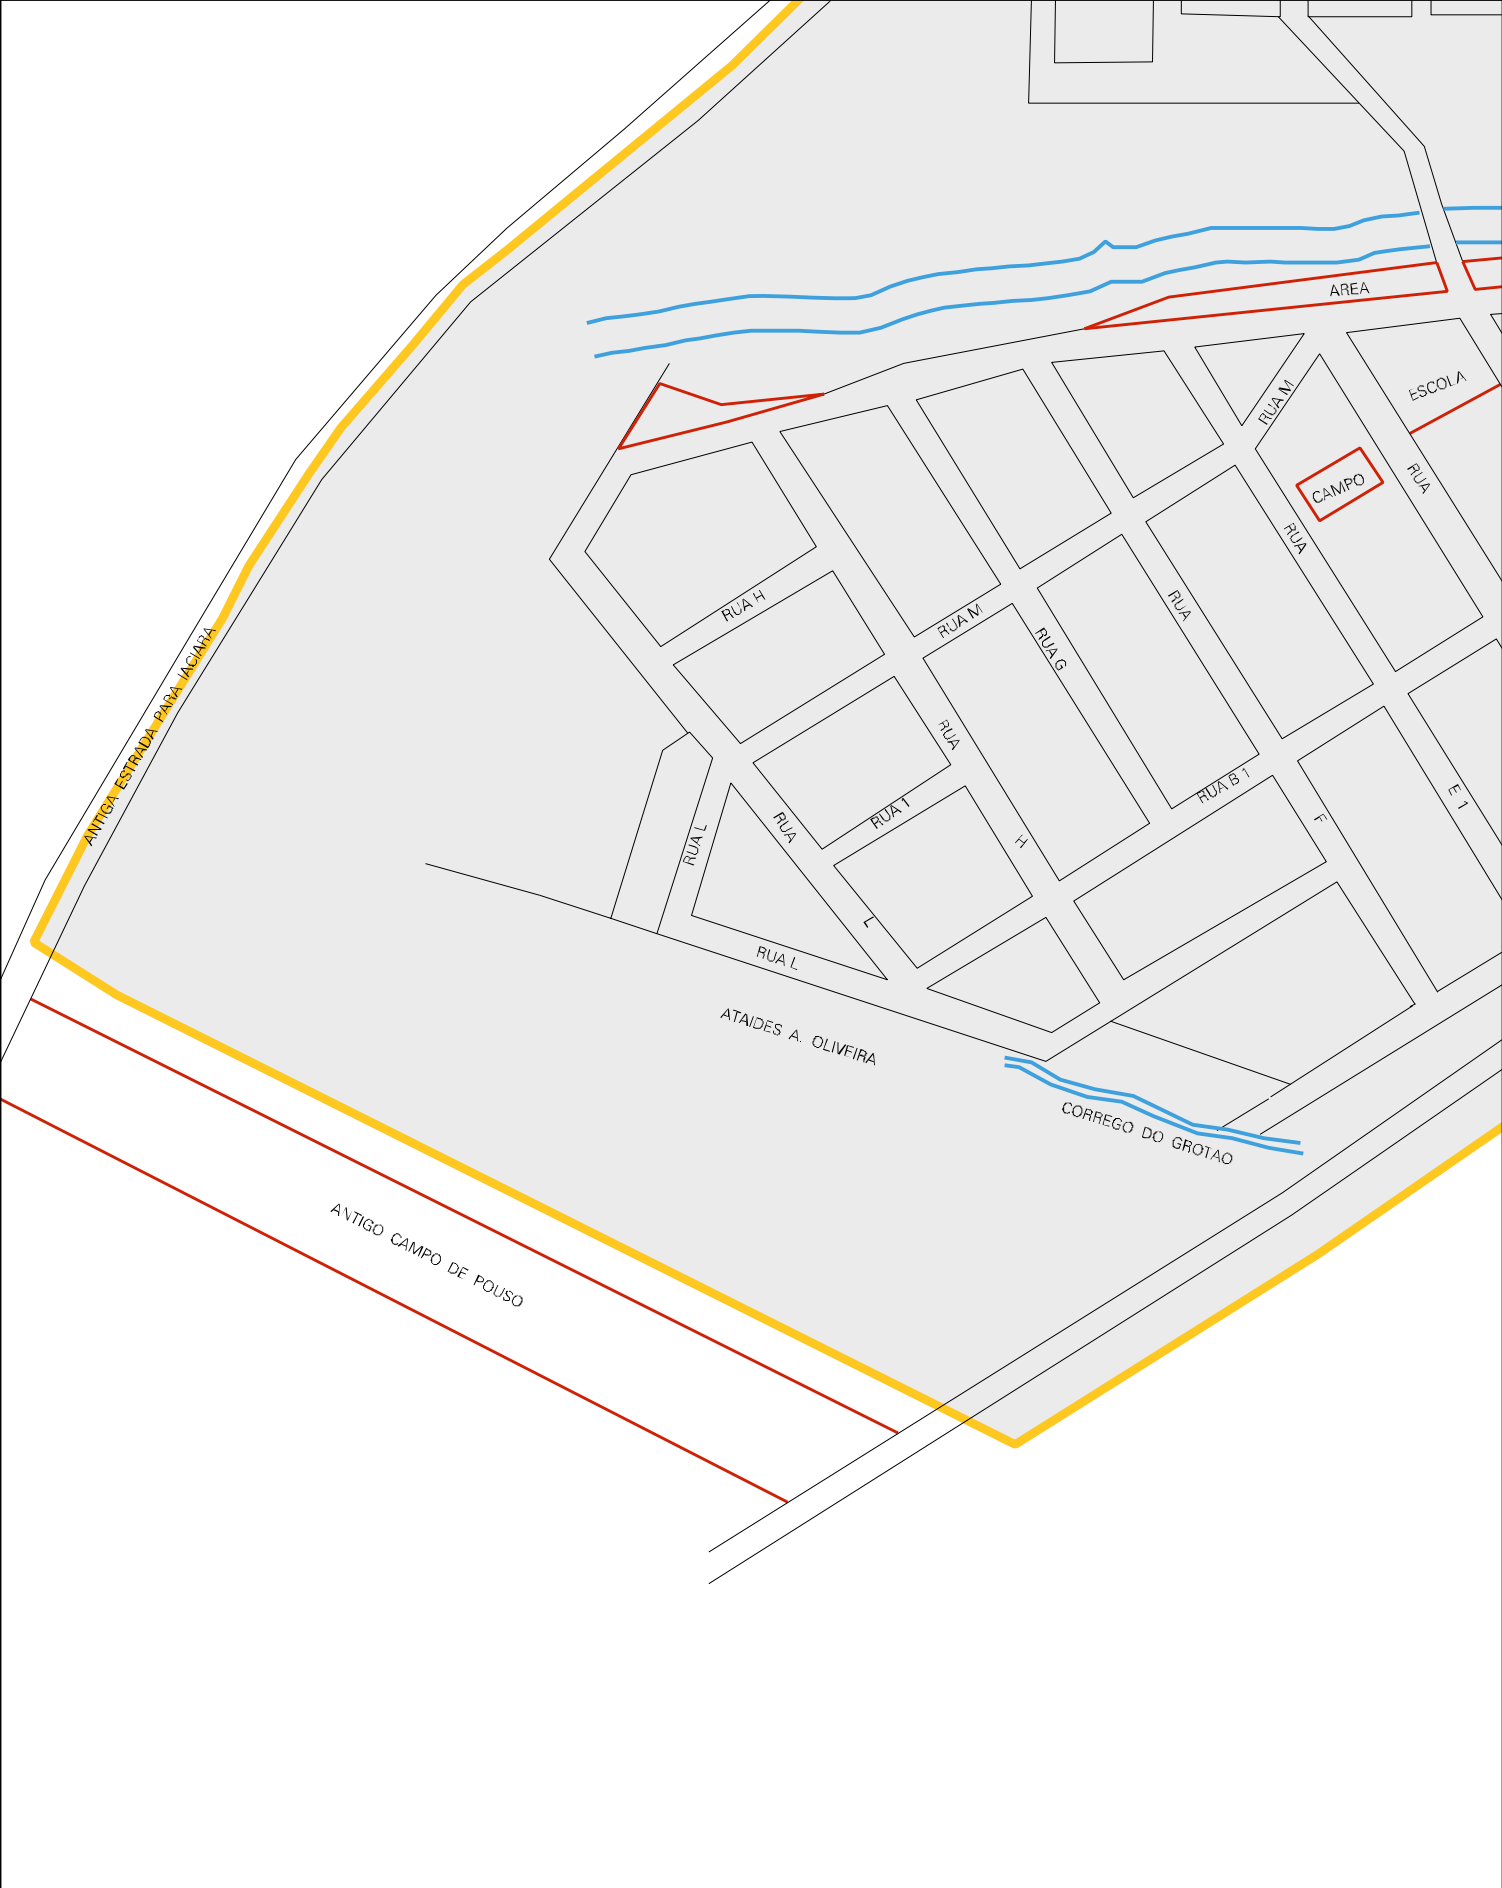 AREA
ESCOLA
RUA M
CAMPO
RUA
RUA
RUA H
RUA
RUA M
RUA G
ANTIGA ESTRADA PARA IACIARA
RUA
RUA B 1
E 1
RUA 1
F
RUA
RUA L
H
L
RUA L
ATAIDES A. OLIVEIRA
CORREGO DO GROTAO
ANTIGO CAMPO DE POUSO